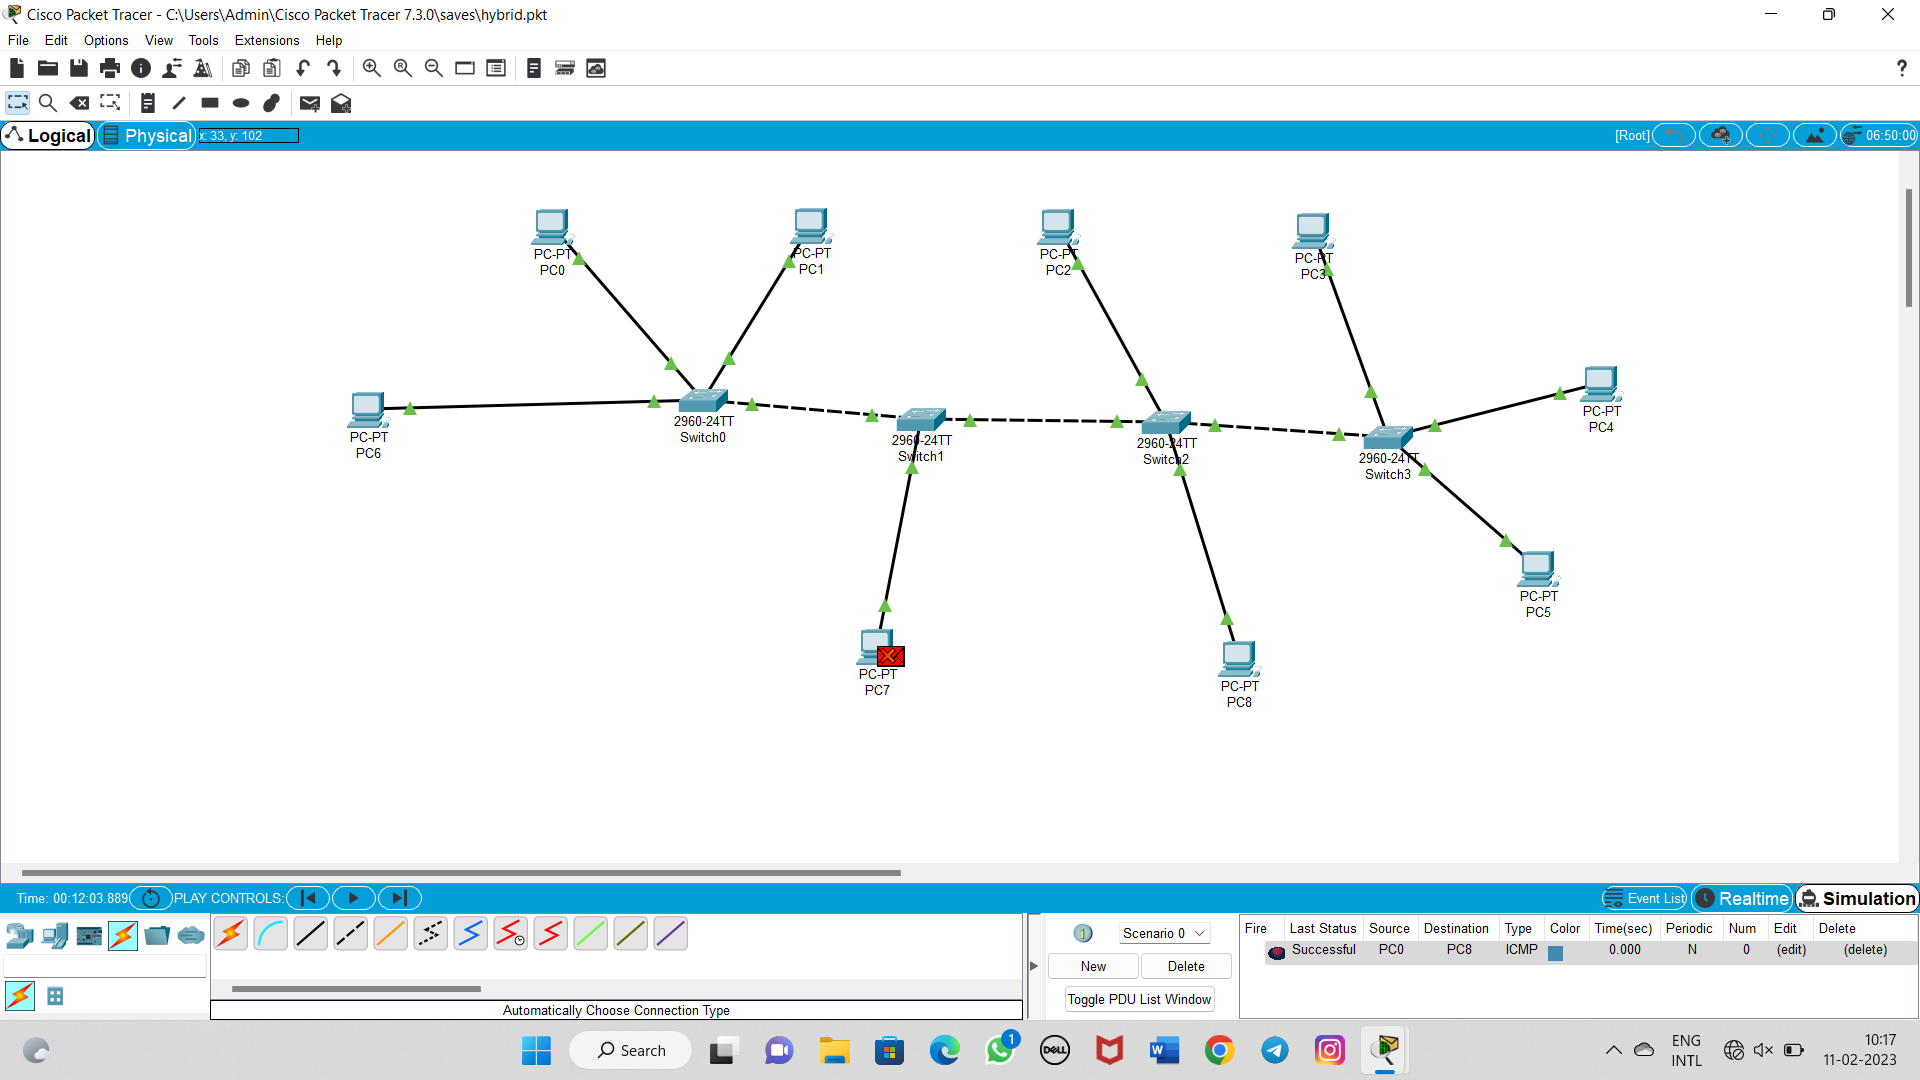 Cisco Packet Tracer - C:\Users\Admin\Cisco Packet Tracer 7.3.0\saves\hybrid.pkt
File Edit Options View Tools Extensions Help
?
Logical Physical x: 33, y: 102 [Root] 06:50:00
PC-PT
PC0
PC-PT
PC1
PC-PT
PC2
PC-PT
PC3
PC-PT
PC4
PC-PT
PC6
2960-24TT
Switch0
2960-24TT
Switch1
2960-24TT
Switch2
2960-24TT
Switch3
PC-PT
PC5
PC-PT
PC7
PC-PT
PC8
Time: 00:12:03.889 PLAY CONTROLS: Event List Realtime Simulation
Scenario 0
New Delete
Toggle PDU List Window
Fire Last Status Source Destination Type Color Time(sec) Periodic Num Edit Delete
Successful PC0 PC8 ICMP 0.000 N 0 (edit) (delete)
Automatically Choose Connection Type
Search
DELL
1
W
ENG
INTL
10:17
11-02-2023